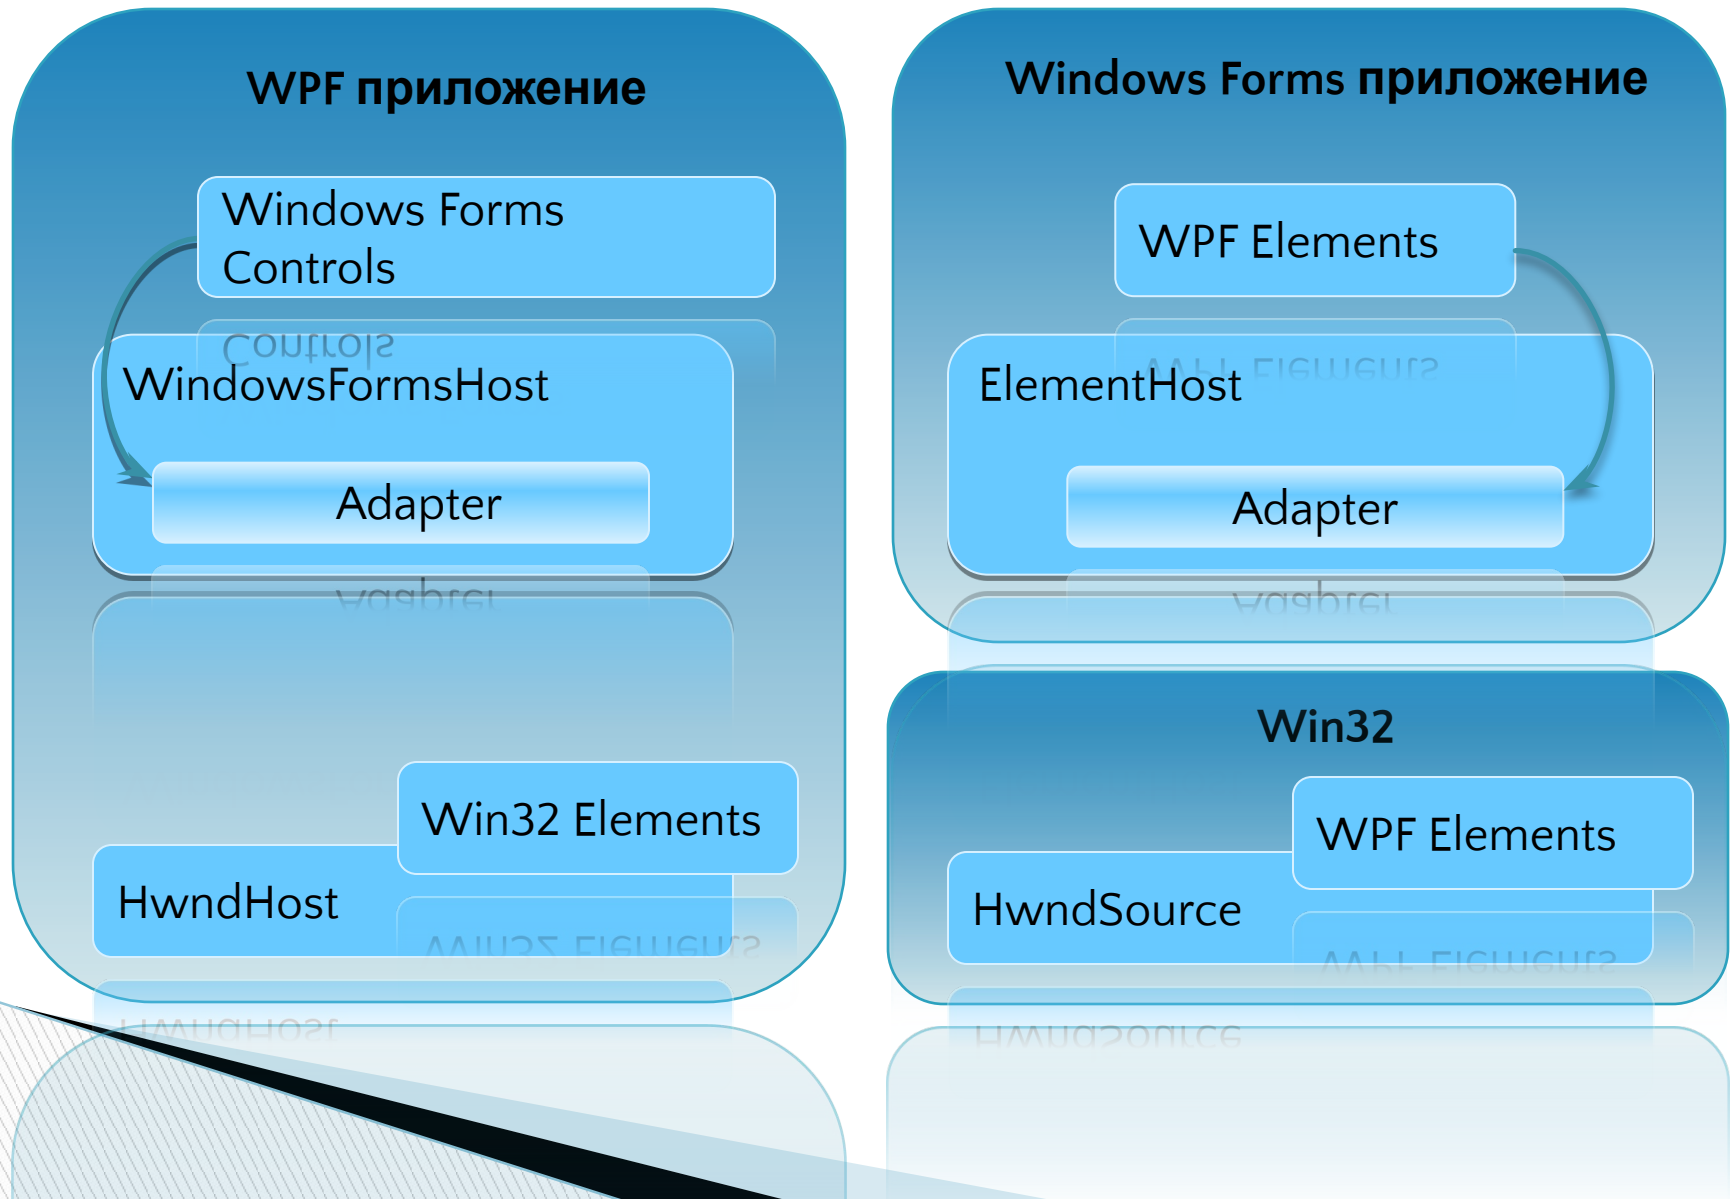 WPF приложение
Windows Forms
Controls
WindowsFormsHost
Adapter
Win32 Elements
HwndHost
Windows Forms приложение
WPF Elements
ElementHost
Adapter
Win32
WPF Elements
HwndSource